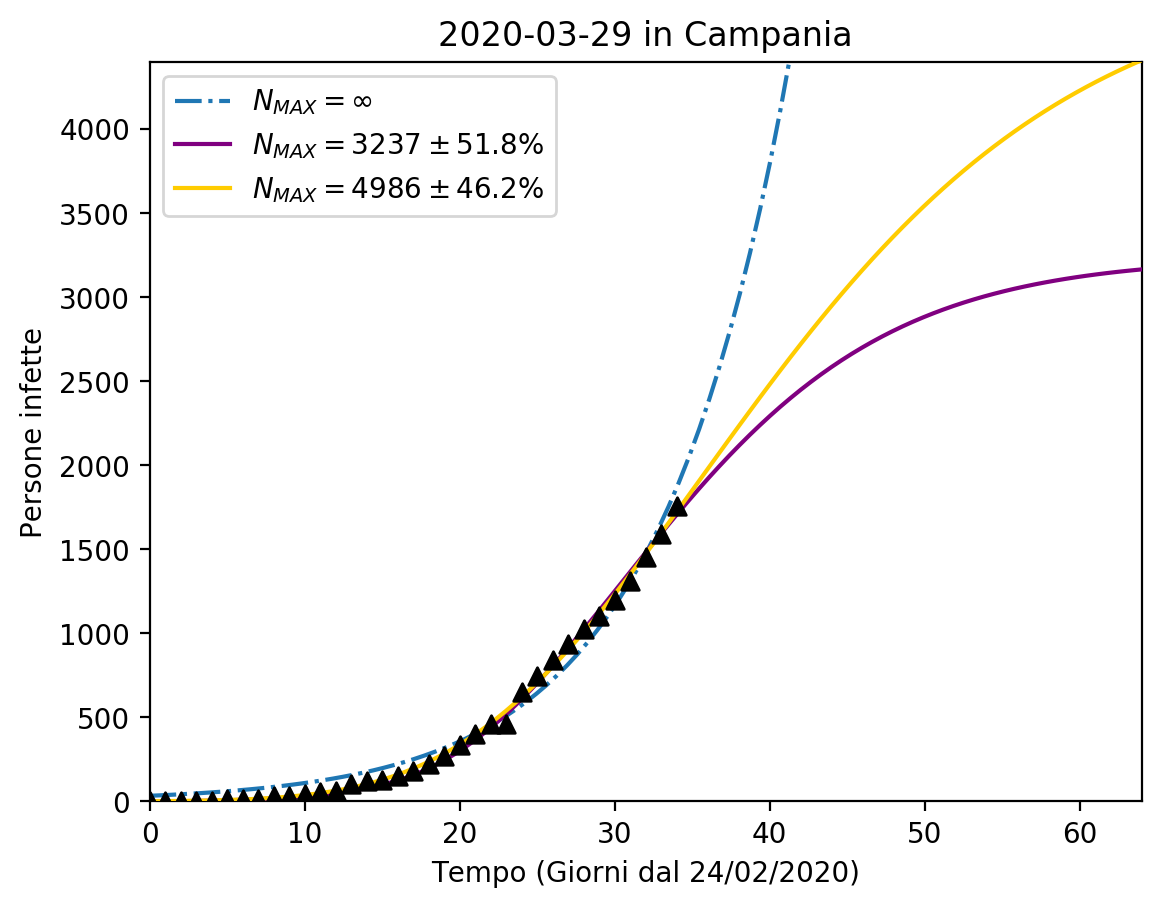 2020-03-29 in Campania
N_MAX = ∞
N_MAX = 3237 ± 51.8%
N_MAX = 4986 ± 46.2%
4000
3500
3000
2500
2000
1500
1000
500
0
Persone infette
0 10 20 30 40 50 60
Tempo (Giorni dal 24/02/2020)